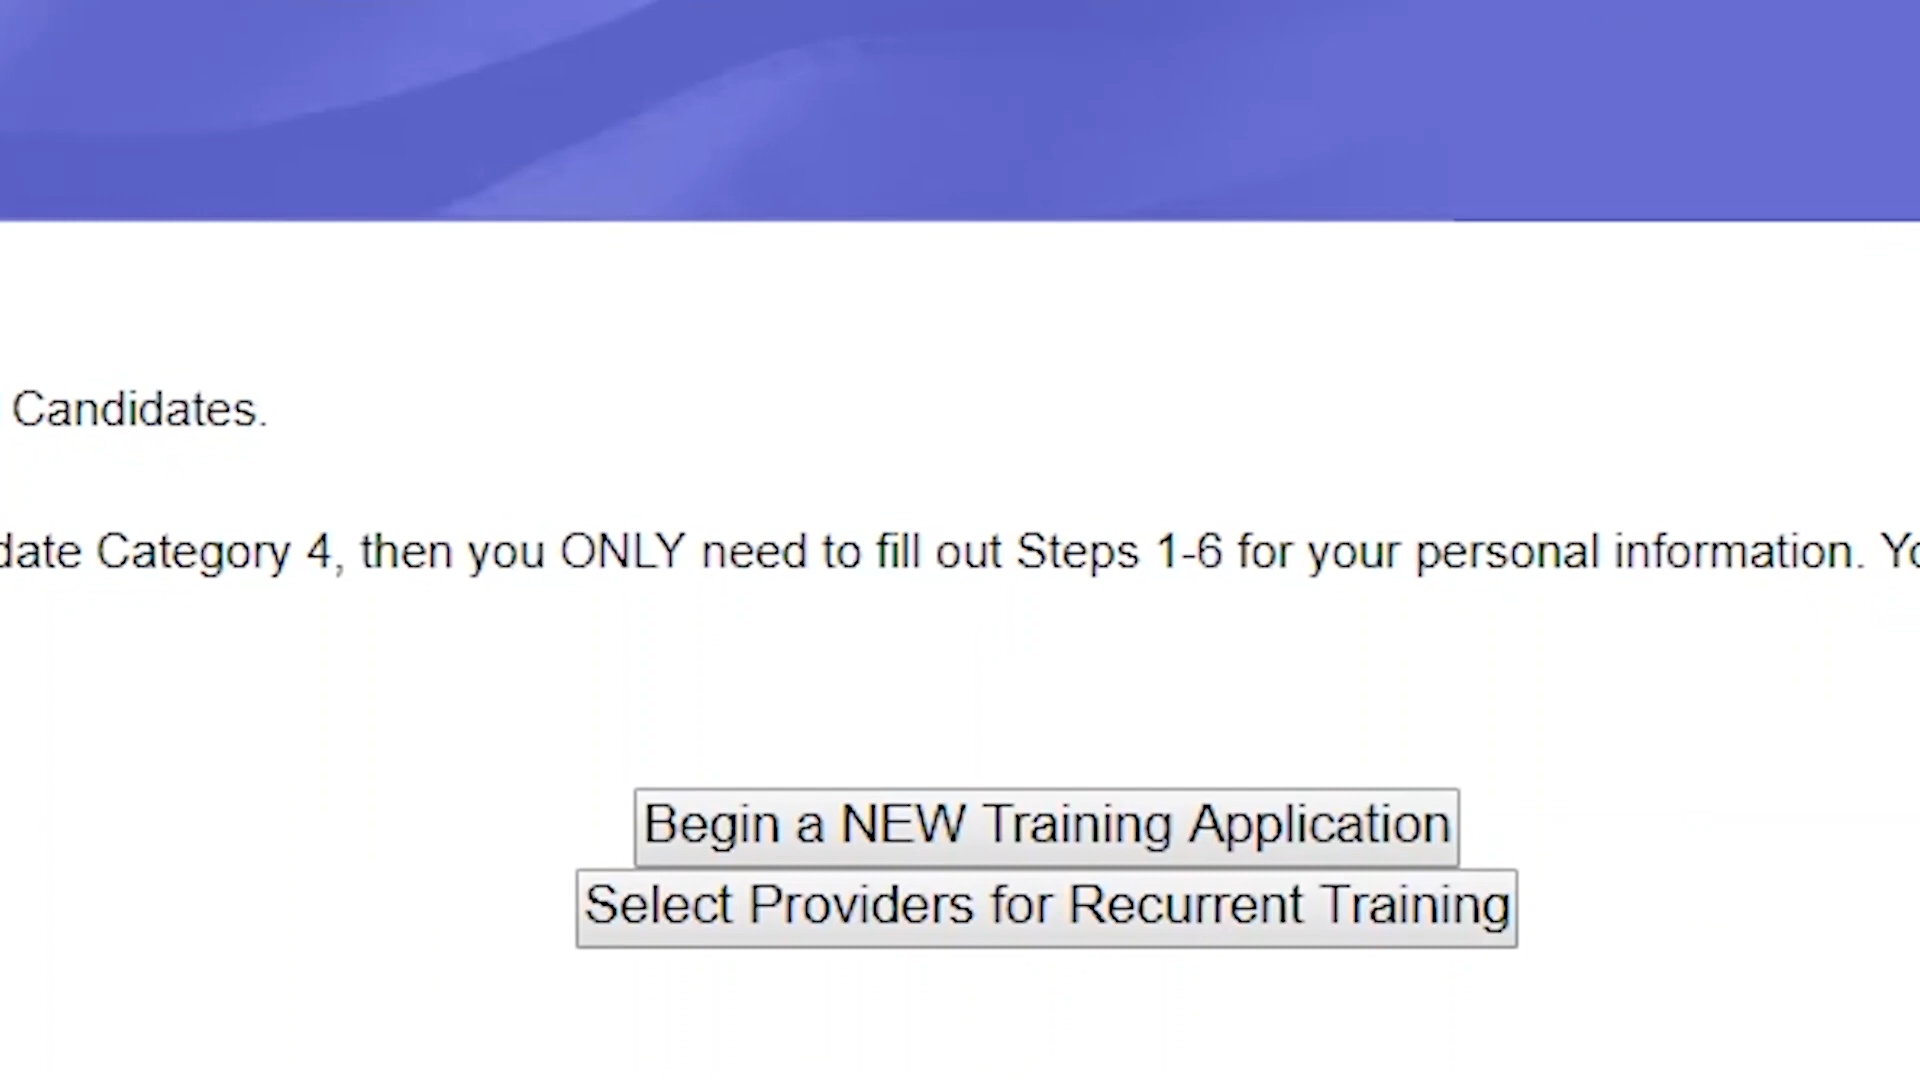 Candidates.
date Category 4, then you ONLY need to fill out Steps 1-6 for your personal information.
Begin a NEW Training Application
Select Providers for Recurrent Training